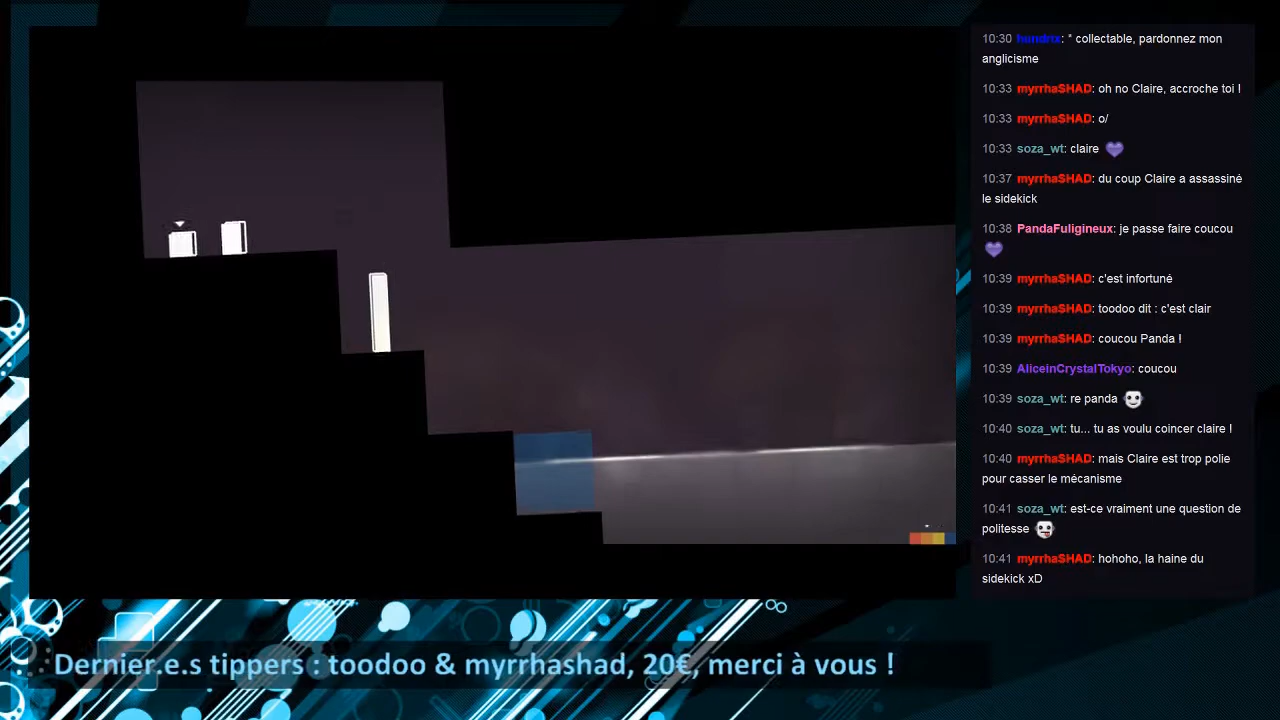 10:30 hundrix: * collectable, pardonnez mon
anglicisme
10:33 myrrhaSHAD: oh no Claire, accroche toi !
10:33 myrrhaSHAD: o/
10:33 soza_wt: claire
10:37 myrrhaSHAD: du coup Claire a assassiné
le sidekick
10:38 PandaFuligineux: je passe faire coucou
10:39 myrrhaSHAD: c'est infortuné
10:39 myrrhaSHAD: toodoo dit : c'est clair
10:39 myrrhaSHAD: coucou Panda !
10:39 AliceinCrystalTokyo: coucou
10:39 soza_wt: re panda
10:40 soza_wt: tu... tu as voulu coincer claire !
10:40 myrrhaSHAD: mais Claire est trop polie
pour casser le mécanisme
10:41 soza_wt: est-ce vraiment une question de
politesse
10:41 myrrhaSHAD: hohoho, la haine du
sidekick xD
Dernier.e.s tippers : toodoo & myrrhashad, 20€, merci à vous !